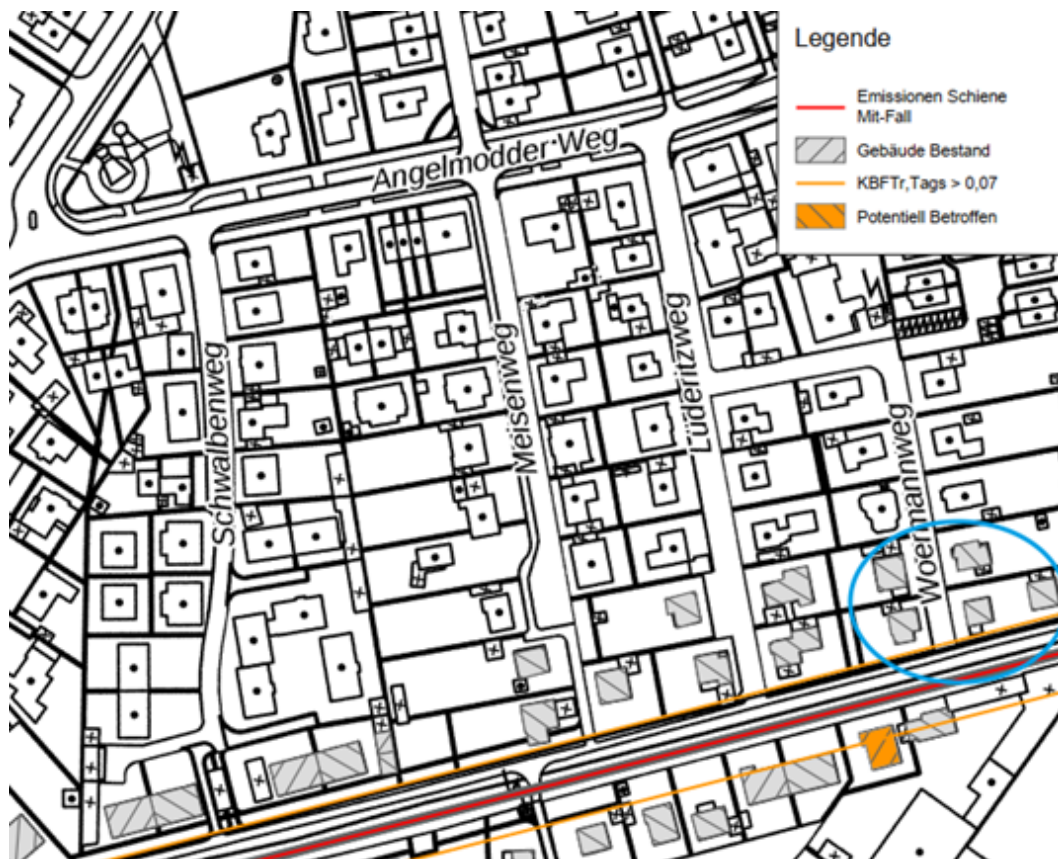 Legende
Emissionen Schiene
Mit-Fall
Gebäude Bestand
KBFTr,Tags > 0,07
Potentiell Betroffen
Angelmodder Weg
Schwalbenweg
Meisenweg
Lüderitzweg
Woermannweg